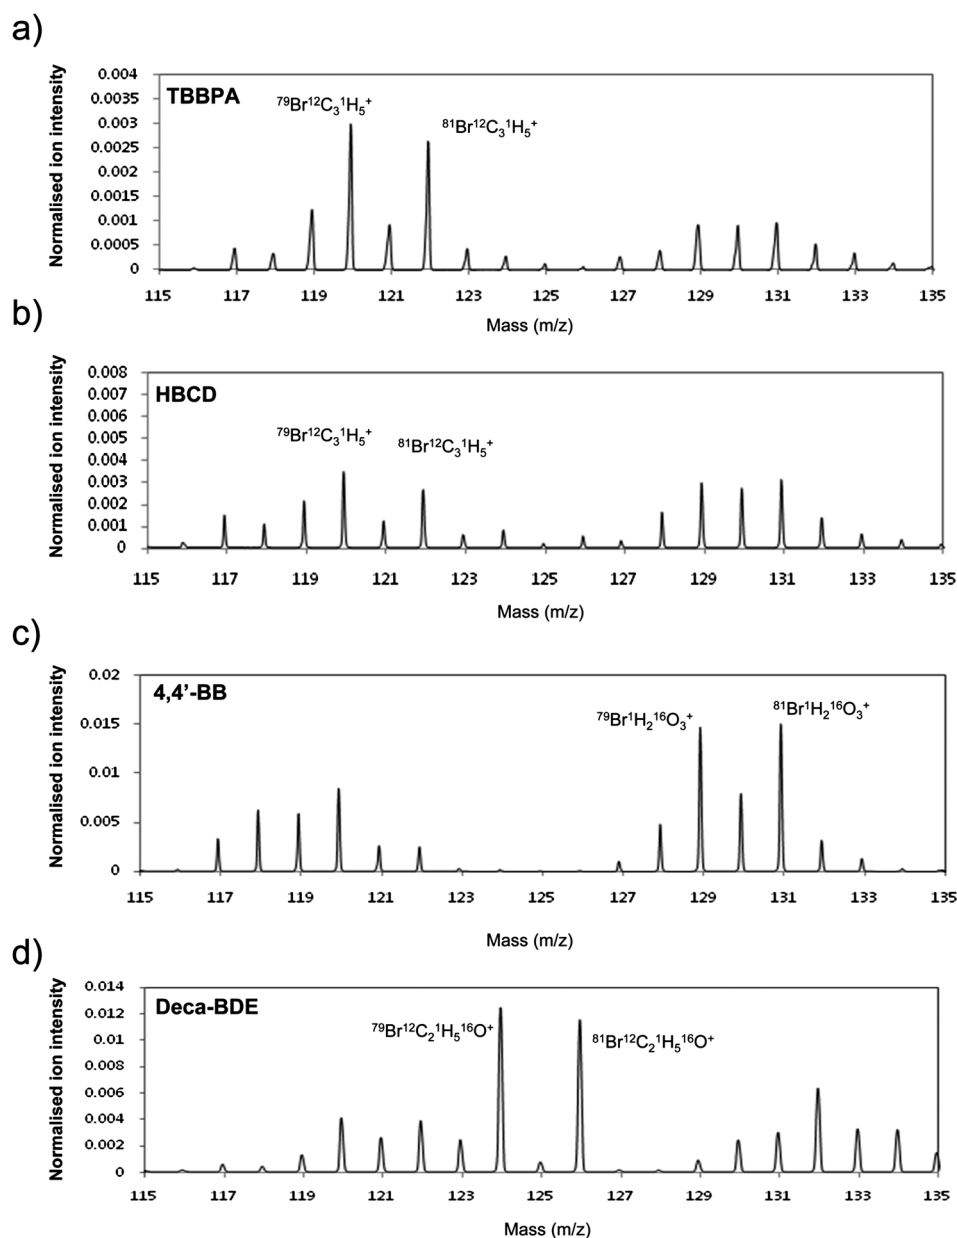 a)
Normalised ion intensity
0.004
0.0035
0.003
0.0025
0.002
0.0015
0.001
0.0005
0
TBBPA
⁷⁹Br¹²C₃¹H₅⁺
⁸¹Br¹²C₃¹H₅⁺
115 117 119 121 123 125 127 129 131 133 135
Mass (m/z)
b)
Normalised ion intensity
0.008
0.007
0.006
0.005
0.004
0.003
0.002
0.001
0
HBCD
⁷⁹Br¹²C₃¹H₅⁺
⁸¹Br¹²C₃¹H₅⁺
115 117 119 121 123 125 127 129 131 133 135
Mass (m/z)
c)
Normalised ion intensity
0.02
0.015
0.01
0.005
0
4,4’-BB
⁷⁹Br¹H₂¹⁶O₃⁺
⁸¹Br¹H₂¹⁶O₃⁺
115 117 119 121 123 125 127 129 131 133 135
Mass (m/z)
d)
Normalised ion intensity
0.014
0.012
0.01
0.008
0.006
0.004
0.002
0
Deca-BDE
⁷⁹Br¹²C₂¹H₅¹⁶O⁺
⁸¹Br¹²C₂¹H₅¹⁶O⁺
115 117 119 121 123 125 127 129 131 133 135
Mass (m/z)